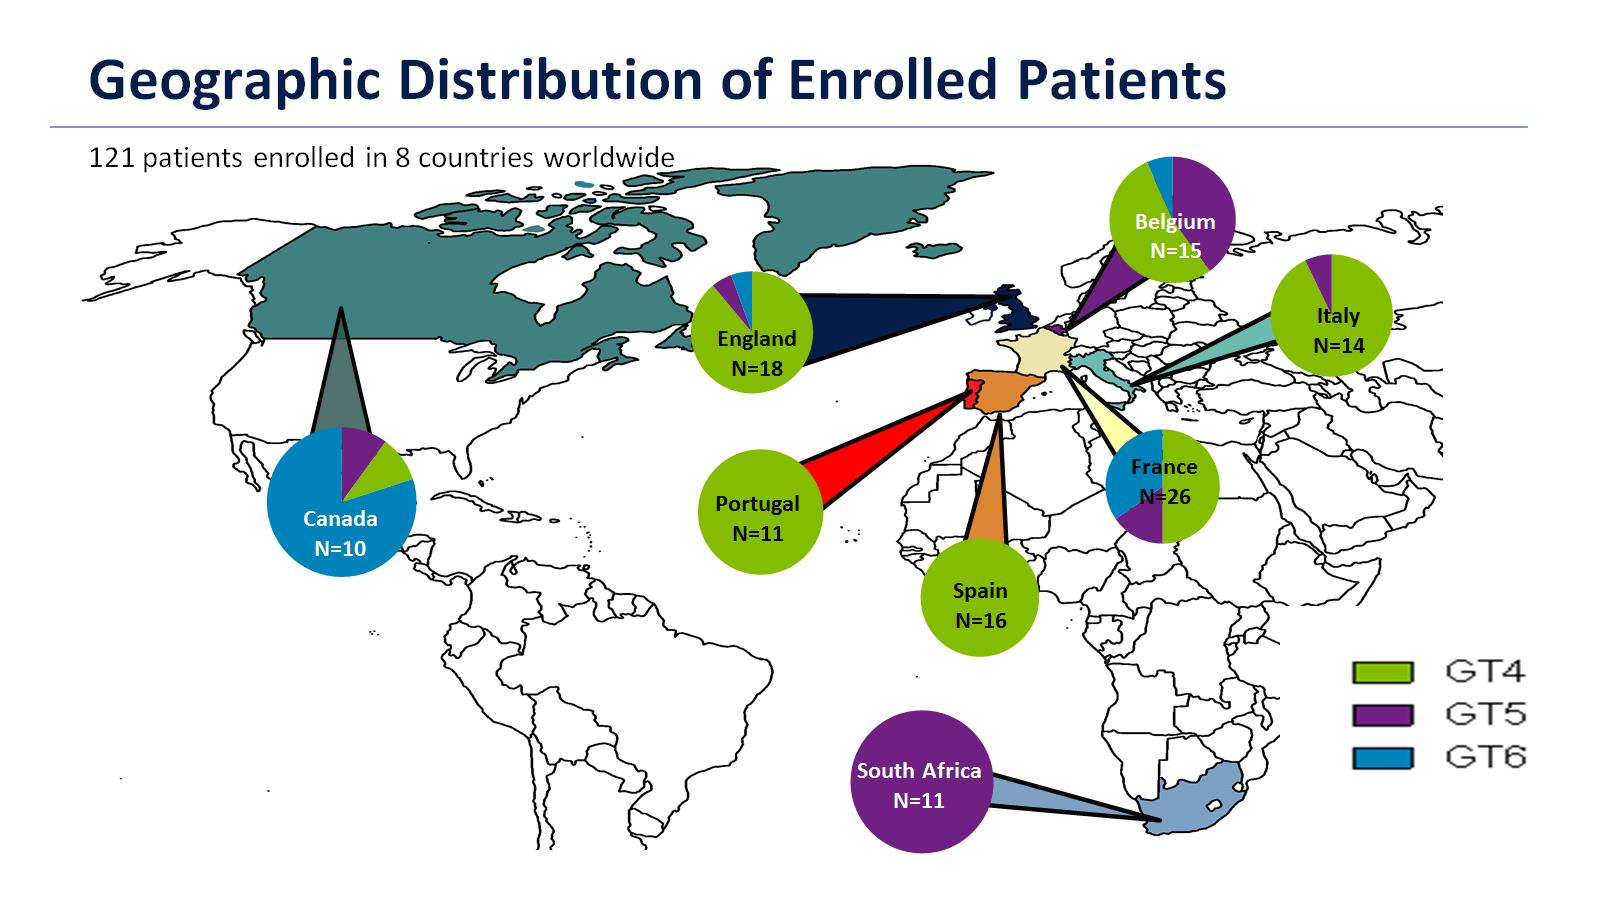 Geographic Distribution of Enrolled Patients
121 patients enrolled in 8 countries worldwide
Belgium
N=15
England
N=18
Italy
N=14
Canada
N=10
Portugal
N=11
France
N=26
Spain
N=16
South Africa
N=11
GT4
GT5
GT6